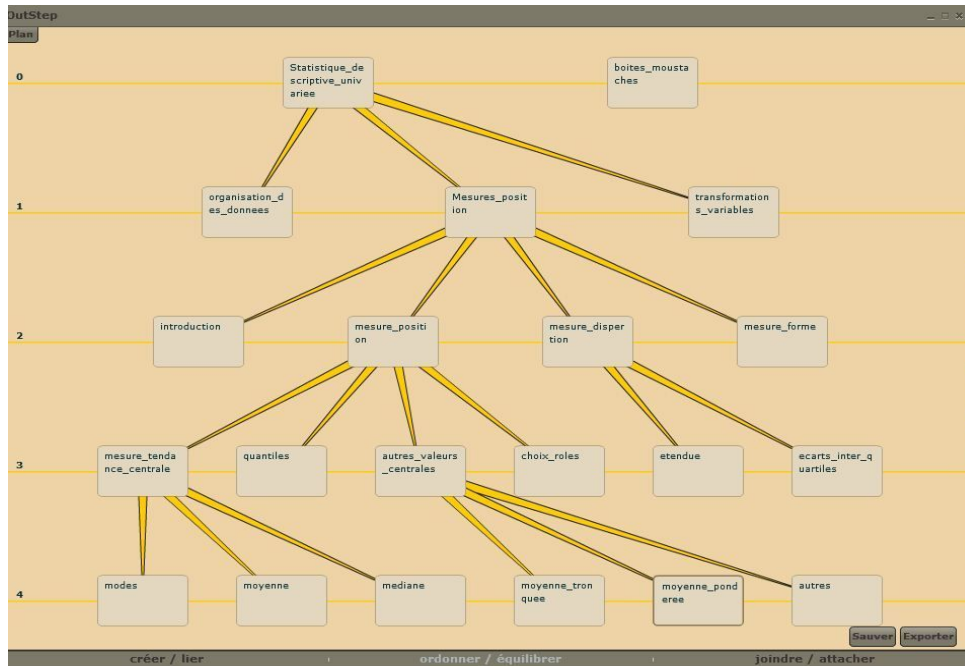 OutStep
Plan
0
Statistique_de
scriptive_univ
ariee
boites_mousta
ches
1
organisation_d
es_donnees
Mesures_posit
ion
transformation
s_variables
2
introduction
mesure_positi
on
mesure_disper
tion
mesure_forme
3
mesure_tenda
nce_centrale
quantiles
autres_valeurs
_centrales
choix_roles
etendue
ecarts_inter_q
uartiles
4
modes
moyenne
mediane
moyenne_tron
quee
moyenne_pond
eree
autres
Sauver Exporter
créer / lier
ordonner / équilibrer
joindre / attacher